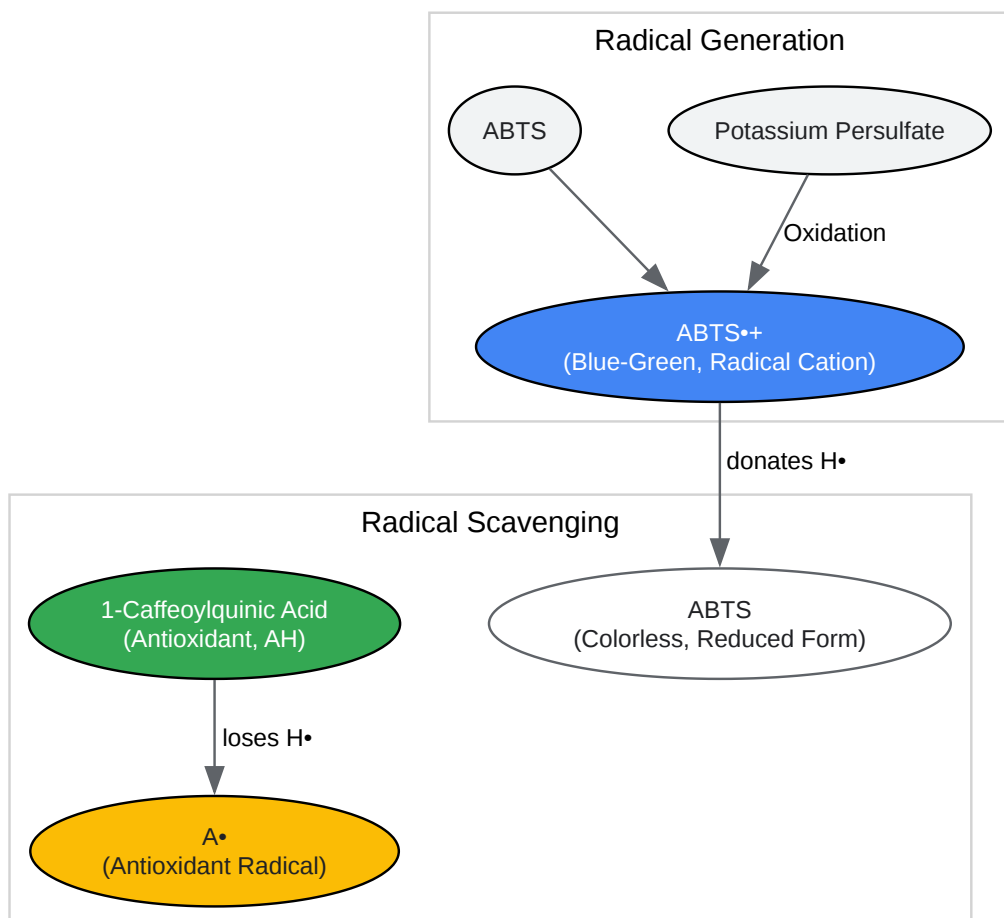 Radical Generation
ABTS
Potassium Persulfate
Oxidation
ABTS•+
(Blue-Green, Radical Cation)
donates H•
Radical Scavenging
1-Caffeoylquinic Acid
(Antioxidant, AH)
ABTS
(Colorless, Reduced Form)
loses H•
A•
(Antioxidant Radical)